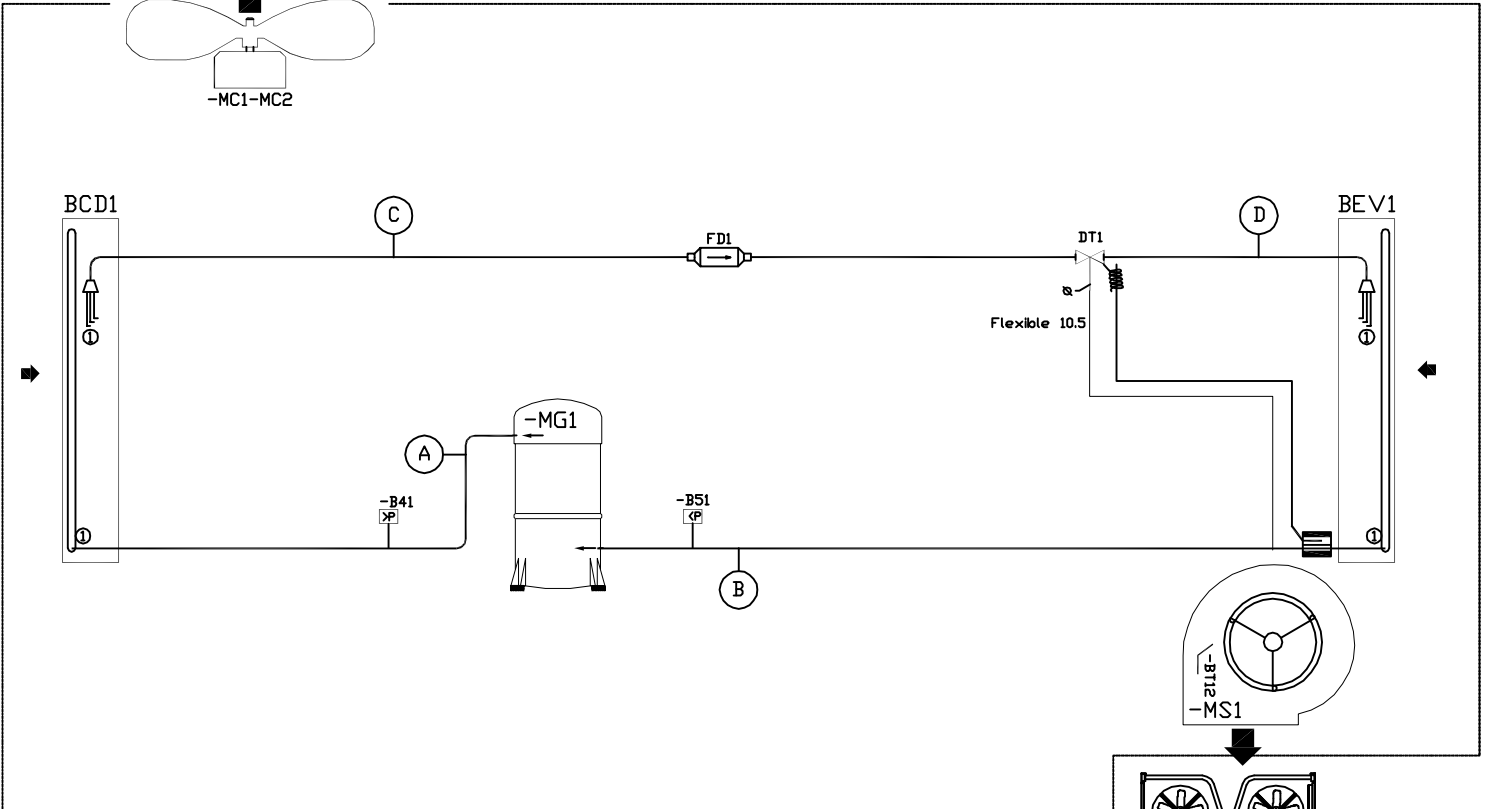 -MC1-MC2
BCD1
C
D
BEV1
FD1
DT1
Ø
Flexible 10.5
1
1
-MG1
A
-B41
>P
-B51
<P
1
1
B
-BT12
-MS1